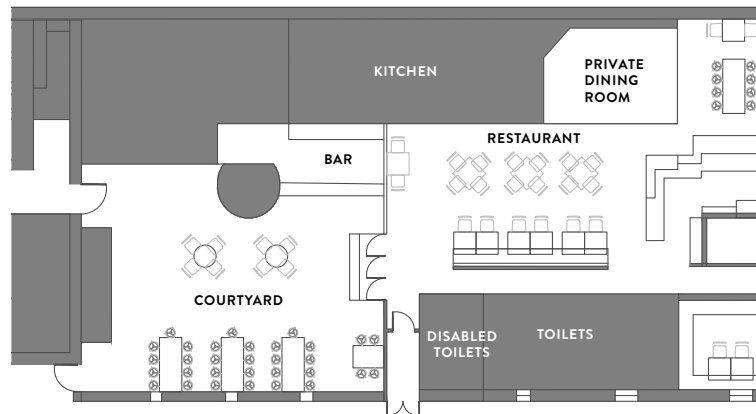 KITCHEN
PRIVATE
DINING
ROOM
RESTAURANT
BAR
COURTYARD
DISABLED
TOILETS
TOILETS